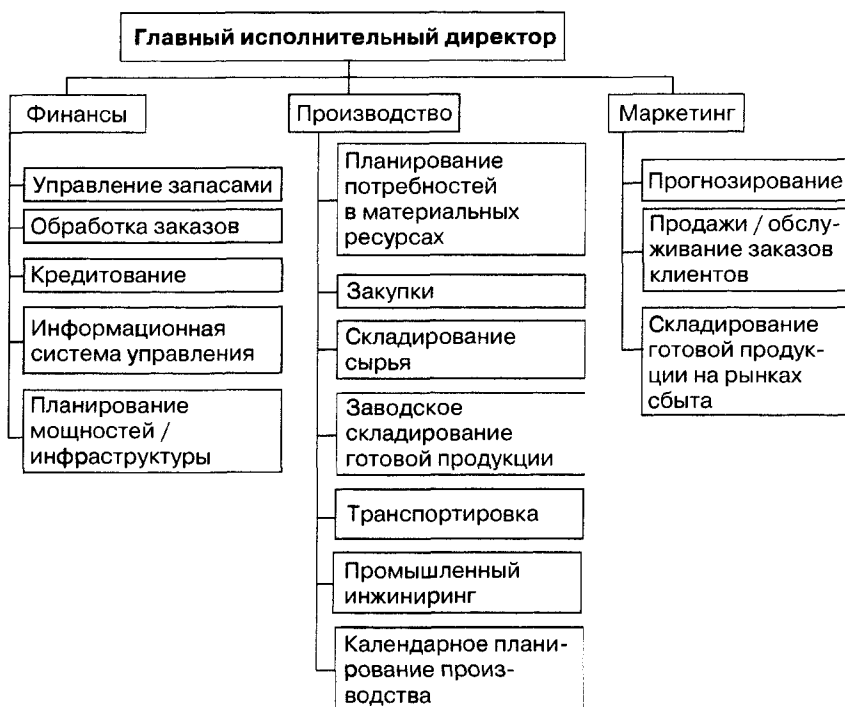 Главный исполнительный директор
Финансы
Производство
Маркетинг
Управление запасами
Обработка заказов
Кредитование
Информационная
система управления
Планирование
мощностей /
инфраструктуры
Планирование
потребностей
в материальных
ресурсах
Закупки
Складирование
сырья
Заводское
складирование
готовой продукции
Транспортировка
Промышленный
инжиниринг
Календарное плани-
рование произ-
водства
Прогнозирование
Продажи / обслу-
живание заказов
клиентов
Складирование
готовой продук-
ции на рынках
сбыта